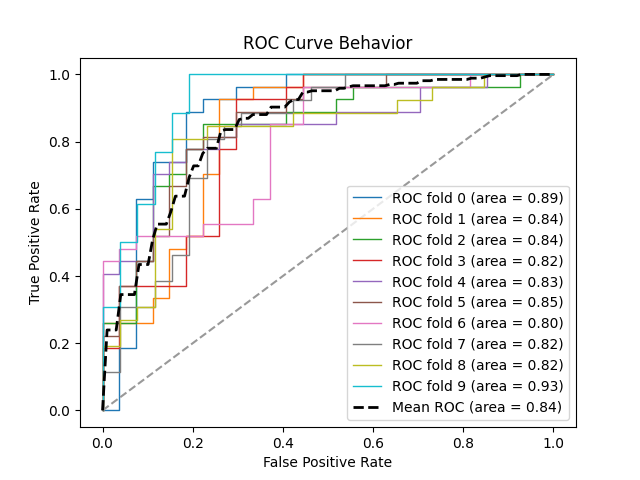 ROC Curve Behavior
True Positive Rate
1.0
0.8
0.6
0.4
0.2
0.0
ROC fold 0 (area = 0.89)
ROC fold 1 (area = 0.84)
ROC fold 2 (area = 0.84)
ROC fold 3 (area = 0.82)
ROC fold 4 (area = 0.83)
ROC fold 5 (area = 0.85)
ROC fold 6 (area = 0.80)
ROC fold 7 (area = 0.82)
ROC fold 8 (area = 0.82)
ROC fold 9 (area = 0.93)
Mean ROC (area = 0.84)
0.0 0.2 0.4 0.6 0.8 1.0
False Positive Rate